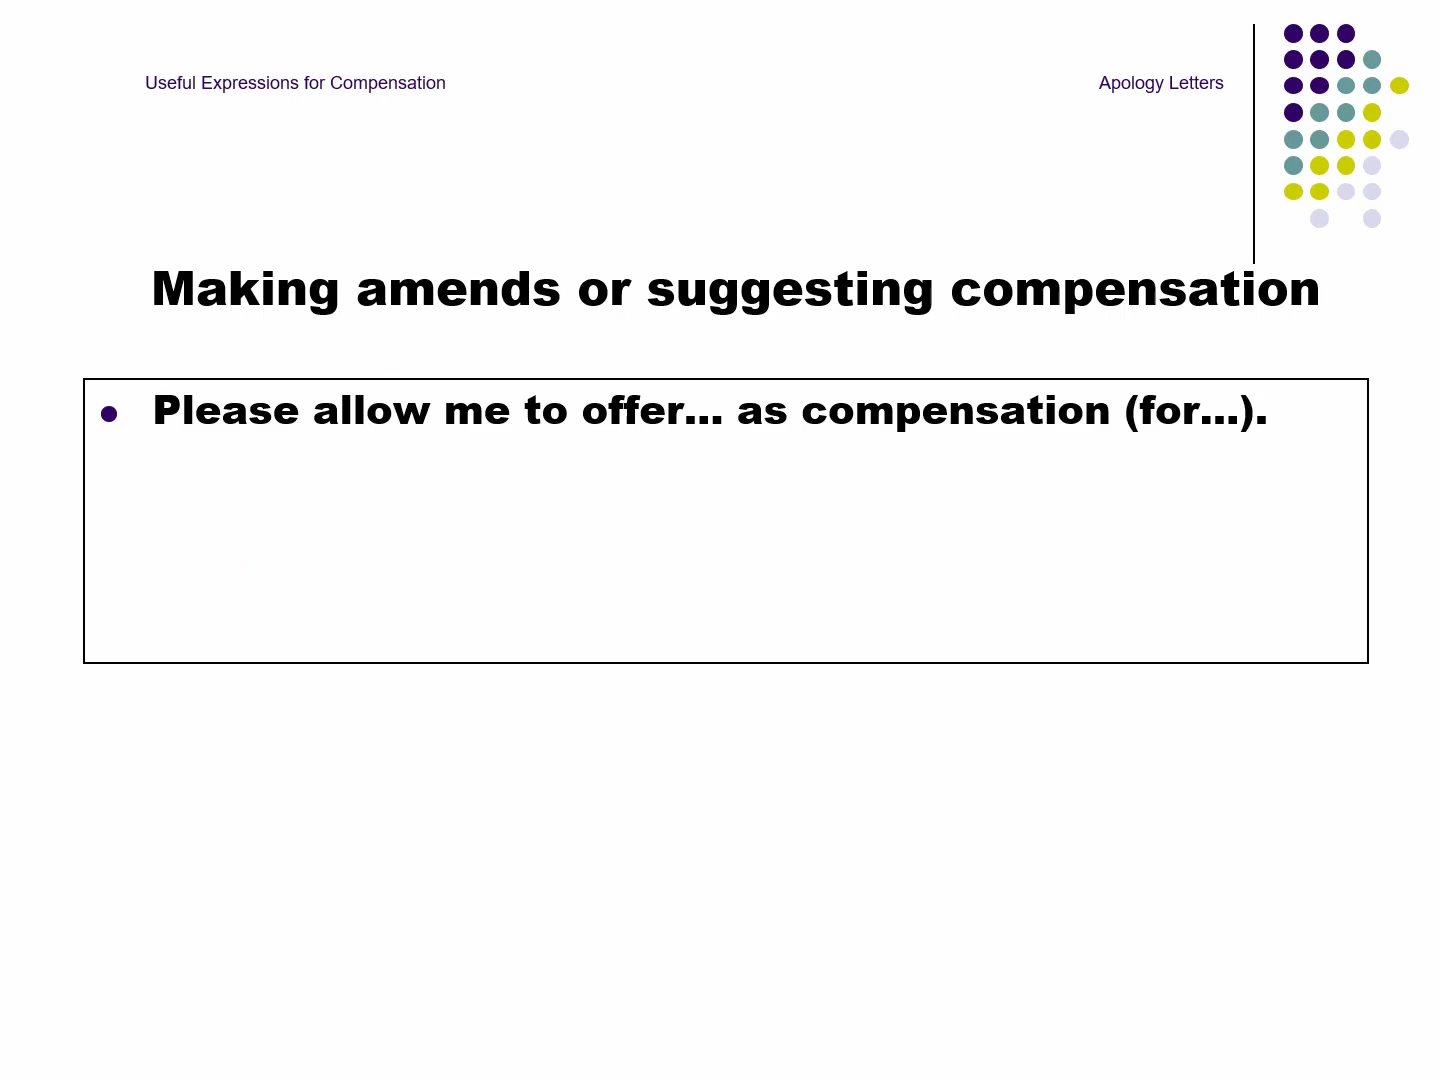 Useful Expressions for Compensation
Apology Letters
Making amends or suggesting compensation
Please allow me to offer... as compensation (for...).